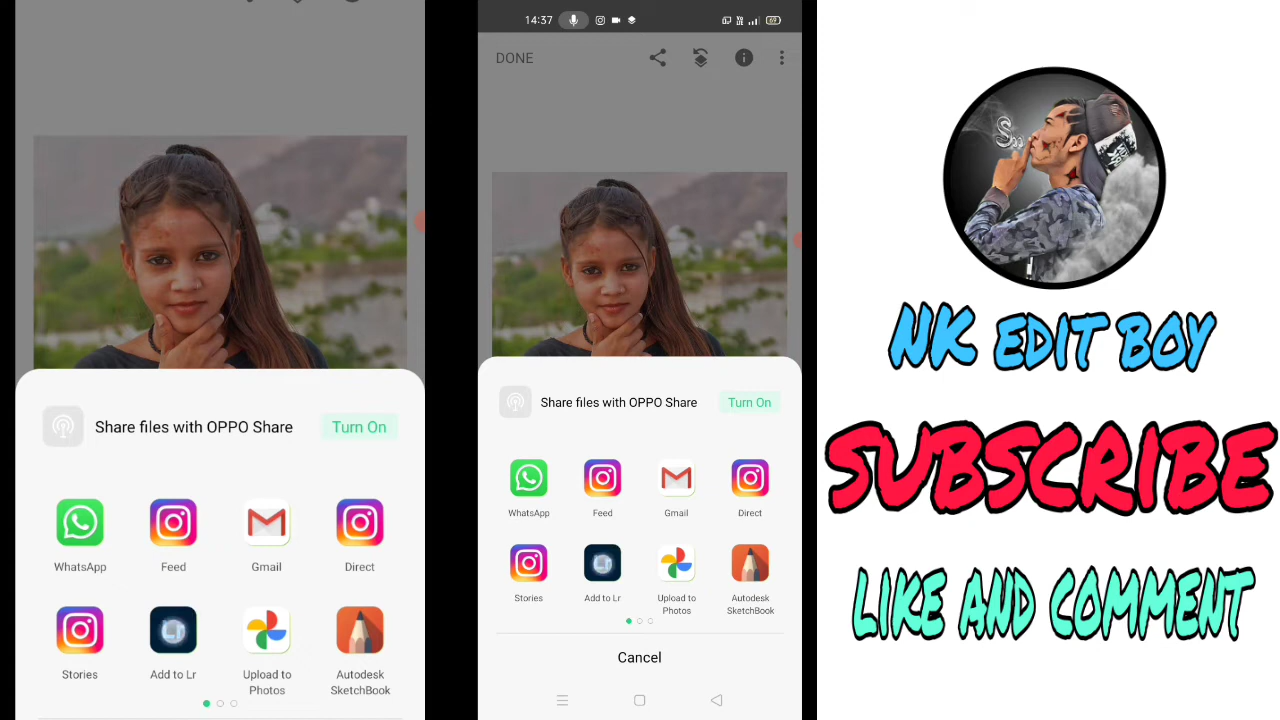 Share files with OPPO Share
Turn On
WhatsApp
Feed
Gmail
Direct
Stories
Add to Lr
Upload to
Photos
Autodesk
SketchBook
14:37
DONE
Share files with OPPO Share
Turn On
WhatsApp
Feed
Gmail
Direct
Stories
Add to Lr
Upload to
Photos
Autodesk
SketchBook
Cancel
NK EDIT BOY
SUBSCRIBE
LIKE AND COMMENT